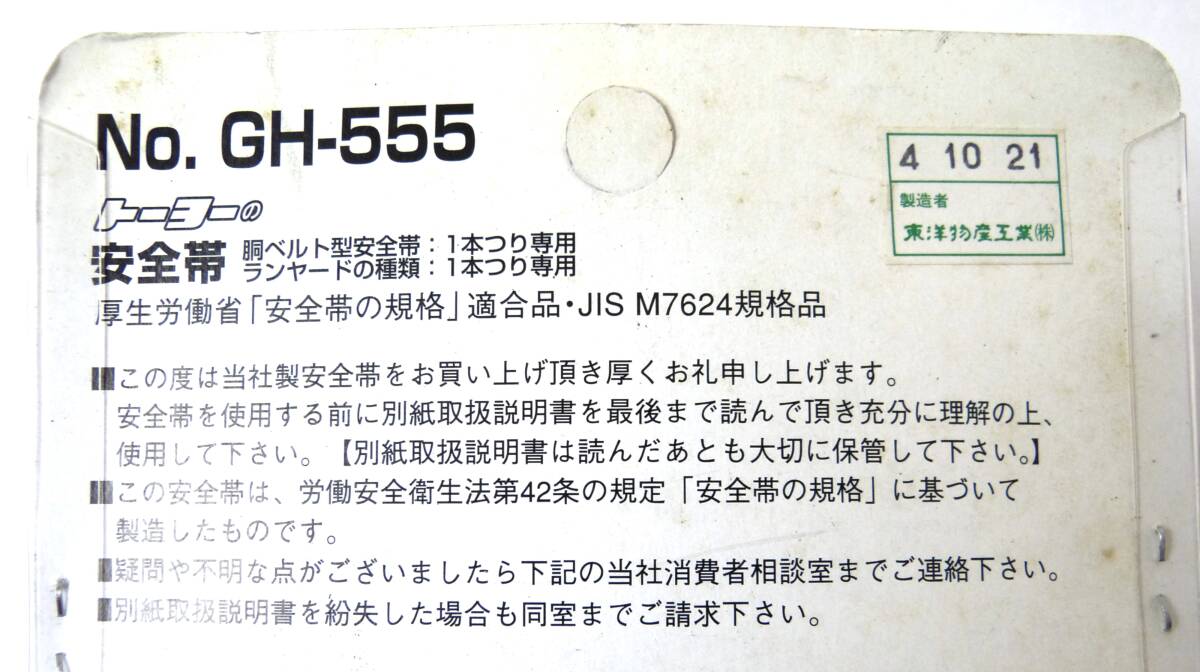 No. GH-555
4 10 21
製造者
東洋物産工業㈱
トーヨーの
安全帯 胴ベルト型安全帯：1本つり専用
ランヤードの種類：1本つり専用
厚生労働省「安全帯の規格」適合品・JIS M7624規格品
■この度は当社製安全帯をお買い上げ頂き厚くお礼申し上げます。
安全帯を使用する前に別紙取扱説明書を最後まで読んで頂き充分に理解の上、
使用して下さい。【別紙取扱説明書は読んだあとも大切に保管して下さい。】
■この安全帯は、労働安全衛生法第42条の規定「安全帯の規格」に基づいて
製造したものです。
■疑問や不明な点がございましたら下記の当社消費者相談室までご連絡下さい。
■別紙取扱説明書を紛失した場合も同室までご請求下さい。